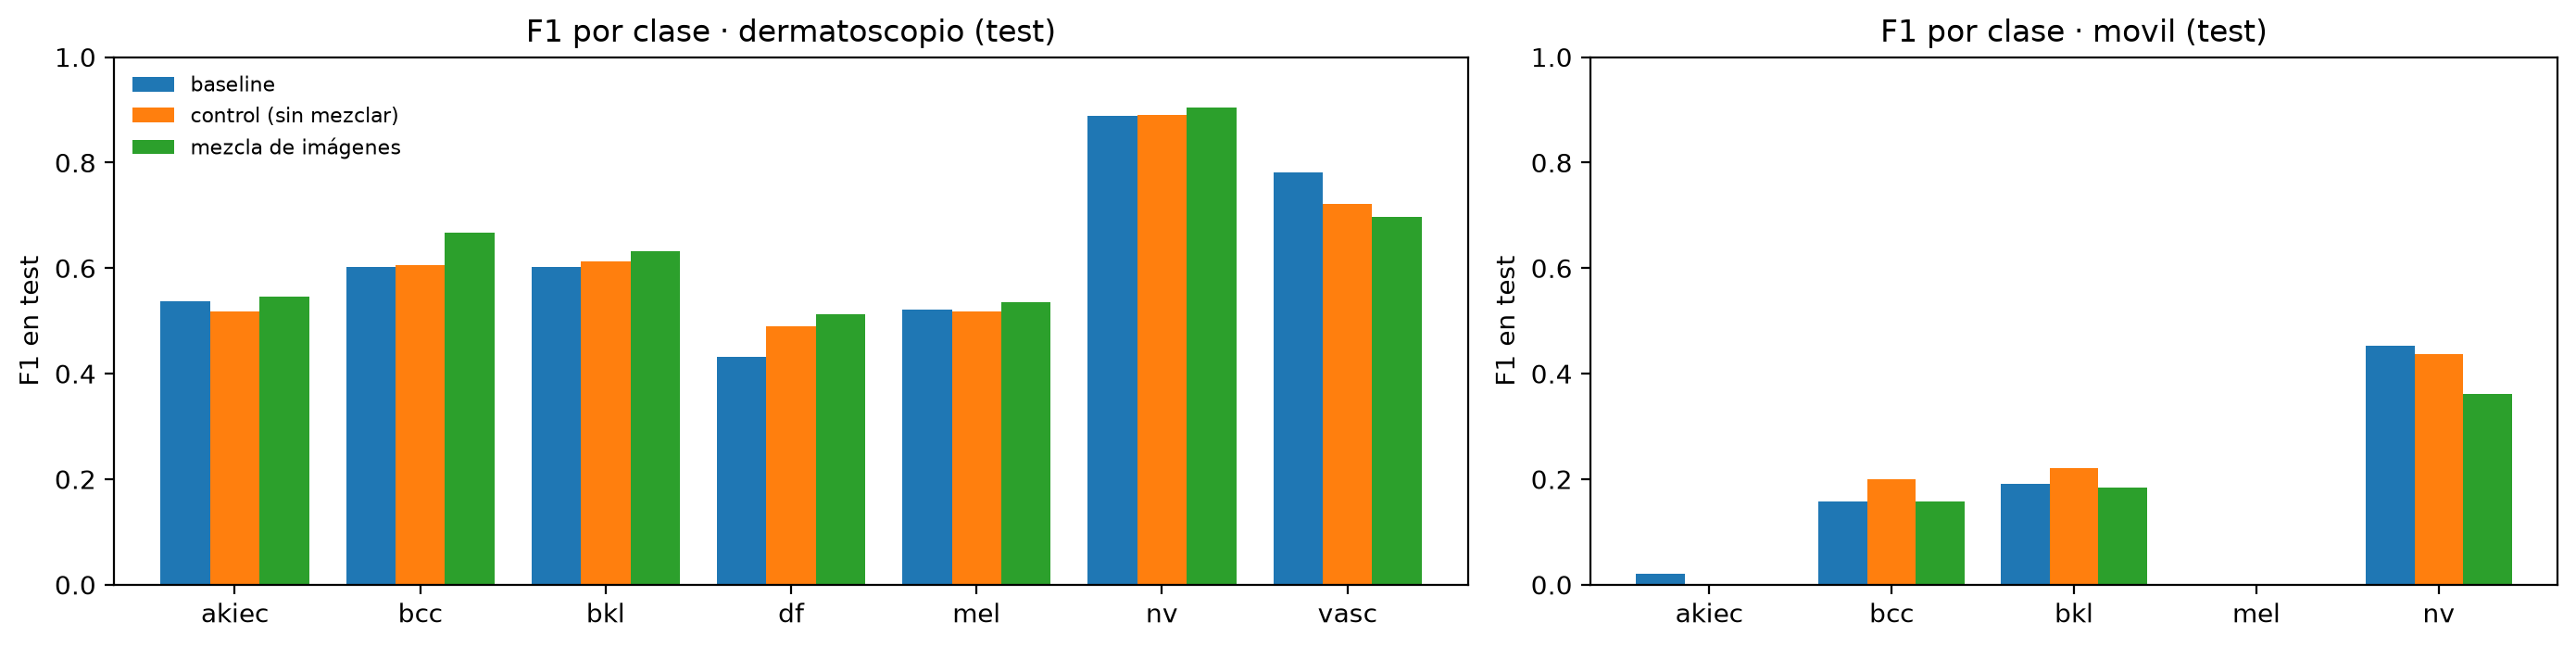 F1 por clase · dermatoscopio (test)
F1 en test
1.0
0.8
0.6
0.4
0.2
0.0
baseline
control (sin mezclar)
mezcla de imágenes
akiec bcc bkl df mel nv vasc
F1 por clase · movil (test)
F1 en test
1.0
0.8
0.6
0.4
0.2
0.0
akiec bcc bkl mel nv